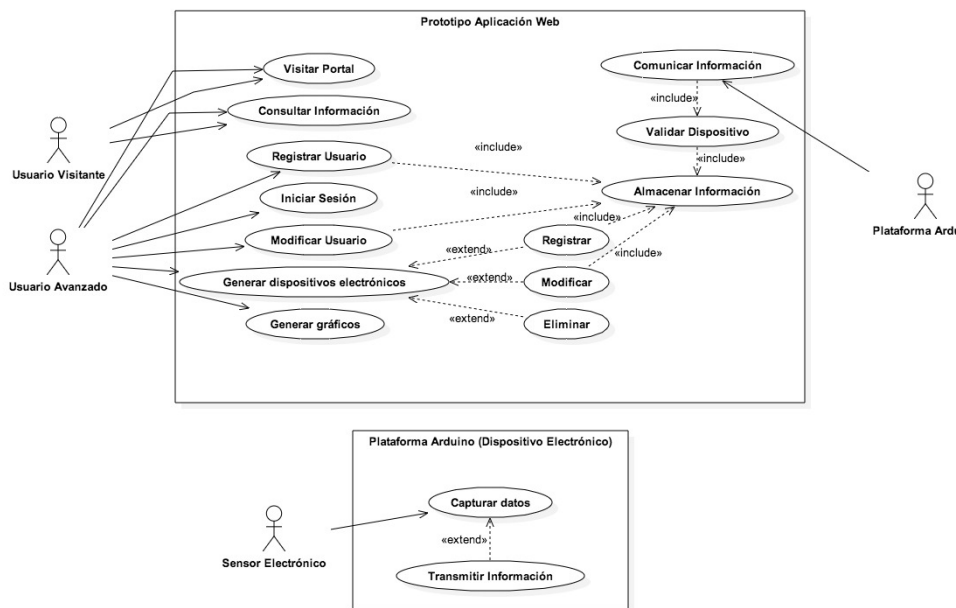 Prototipo Aplicación Web
Visitar Portal
Comunicar Información
«include»
Consultar Información
Validar Dispositivo
Usuario Visitante
«include»
Registrar Usuario
«include»
Almacenar Información
Iniciar Sesión
«include»
«include»
Plataforma Ardu
Modificar Usuario
Registrar
«extend»
«include»
Usuario Avanzado
Generar dispositivos electrónicos
«extend»
Modificar
«extend»
Eliminar
Generar gráficos
Plataforma Arduino (Dispositivo Electrónico)
Capturar datos
«extend»
Sensor Electrónico
Transmitir Información